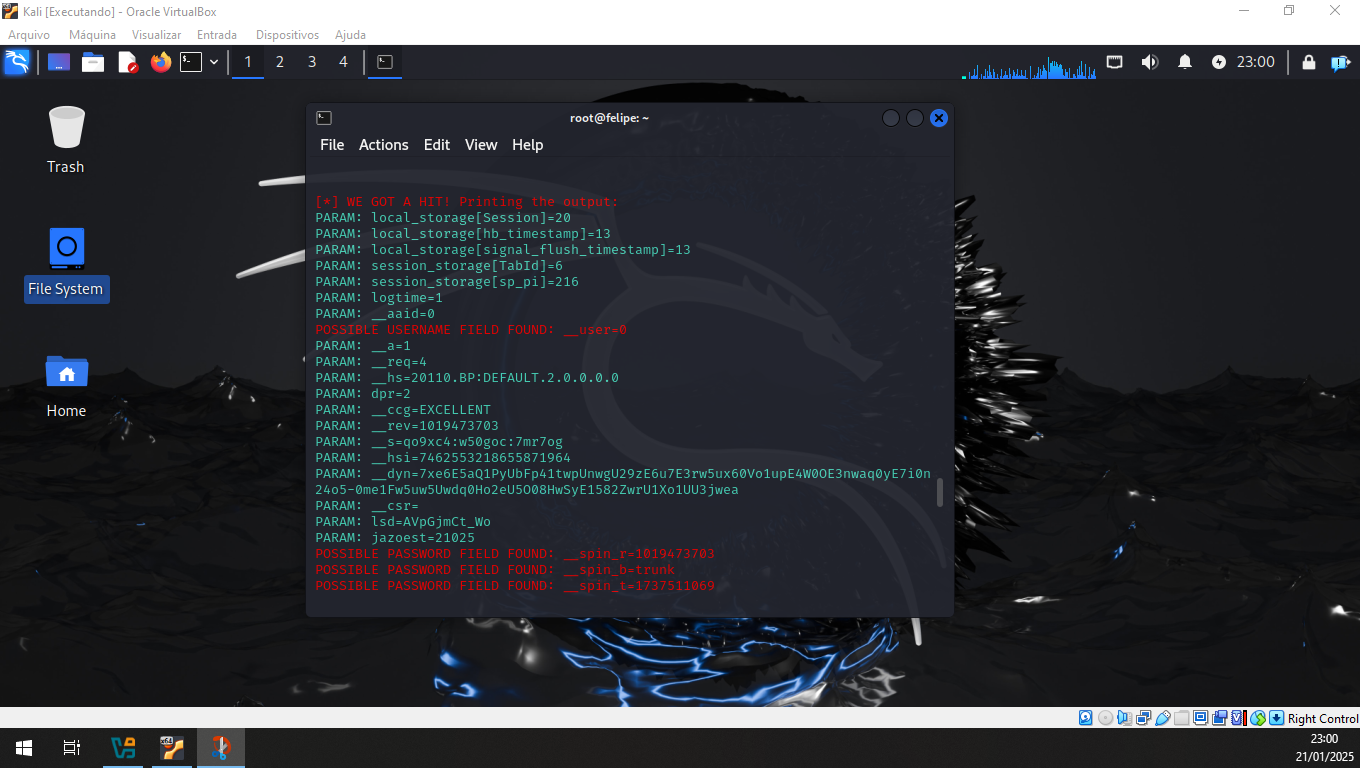 Kali [Executando] - Oracle VirtualBox
Arquivo Máquina Visualizar Entrada Dispositivos Ajuda
1 2 3 4 23:00
Trash
File System
Home
root@felipe: ~
File Actions Edit View Help
[*] WE GOT A HIT! Printing the output:
PARAM: local_storage[Session]=20
PARAM: local_storage[hb_timestamp]=13
PARAM: local_storage[signal_flush_timestamp]=13
PARAM: session_storage[TabId]=6
PARAM: session_storage[sp_pi]=216
PARAM: logtime=1
PARAM: __aaid=0
POSSIBLE USERNAME FIELD FOUND: __user=0
PARAM: __a=1
PARAM: __req=4
PARAM: __hs=20110.BP:DEFAULT.2.0.0.0.0
PARAM: dpr=2
PARAM: __ccg=EXCELLENT
PARAM: __rev=1019473703
PARAM: __s=qo9xc4:w50goc:7mr7og
PARAM: __hsi=7462553218655871964
PARAM: __dyn=7xe6E5aQ1PyUbFp41twpUnwgU29zE6u7E3rw5ux60Vo1upE4W0OE3nwaq0yE7i0n
24o5-0me1Fw5uw5Uwdq0Ho2eU5O08HwSyE1582ZwrU1Xo1UU3jwea
PARAM: __csr=
PARAM: lsd=AVpGjmCt_Wo
PARAM: jazoest=21025
POSSIBLE PASSWORD FIELD FOUND: __spin_r=1019473703
POSSIBLE PASSWORD FIELD FOUND: __spin_b=trunk
POSSIBLE PASSWORD FIELD FOUND: __spin_t=1737511069
Right Control
23:00
21/01/2025